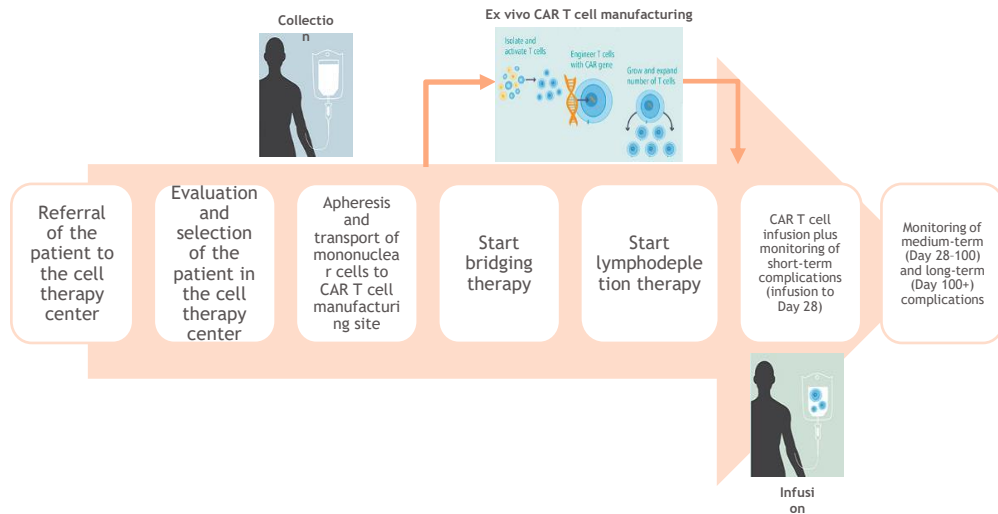 Collectio
n
Ex vivo CAR T cell manufacturing
Isolate and
activate T cells
Engineer T cells
with CAR gene
Grow and expand
number of T cells
Referral
of the
patient to
the cell
therapy
center
Evaluation
and
selection
of the
patient in
the cell
therapy
center
Apheresis
and
transport of
mononuclea
r cells to
CAR T cell
manufacturi
ng site
Start
bridging
therapy
Start
lymphodeple
tion therapy
CAR T cell
infusion plus
monitoring of
short-term
complications
(infusion to
Day 28)
Monitoring of
medium-term
(Day 28-100)
and long-term
(Day 100+)
complications
Infusi
on